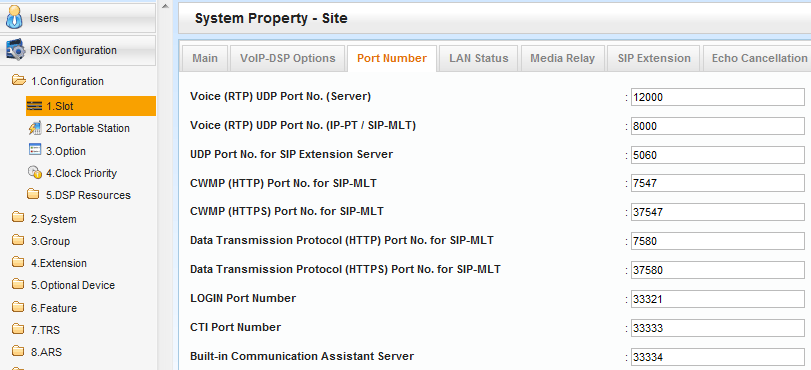 Users
PBX Configuration
1.Configuration
1.Slot
2.Portable Station
3.Option
4.Clock Priority
5.DSP Resources
2.System
3.Group
4.Extension
5.Optional Device
6.Feature
7.TRS
8.ARS
System Property - Site
Main VoIP-DSP Options Port Number LAN Status Media Relay SIP Extension Echo Cancellation
Voice (RTP) UDP Port No. (Server) : 12000
Voice (RTP) UDP Port No. (IP-PT / SIP-MLT) : 8000
UDP Port No. for SIP Extension Server : 5060
CWMP (HTTP) Port No. for SIP-MLT : 7547
CWMP (HTTPS) Port No. for SIP-MLT : 37547
Data Transmission Protocol (HTTP) Port No. for SIP-MLT : 7580
Data Transmission Protocol (HTTPS) Port No. for SIP-MLT : 37580
LOGIN Port Number : 33321
CTI Port Number : 33333
Built-in Communication Assistant Server : 33334